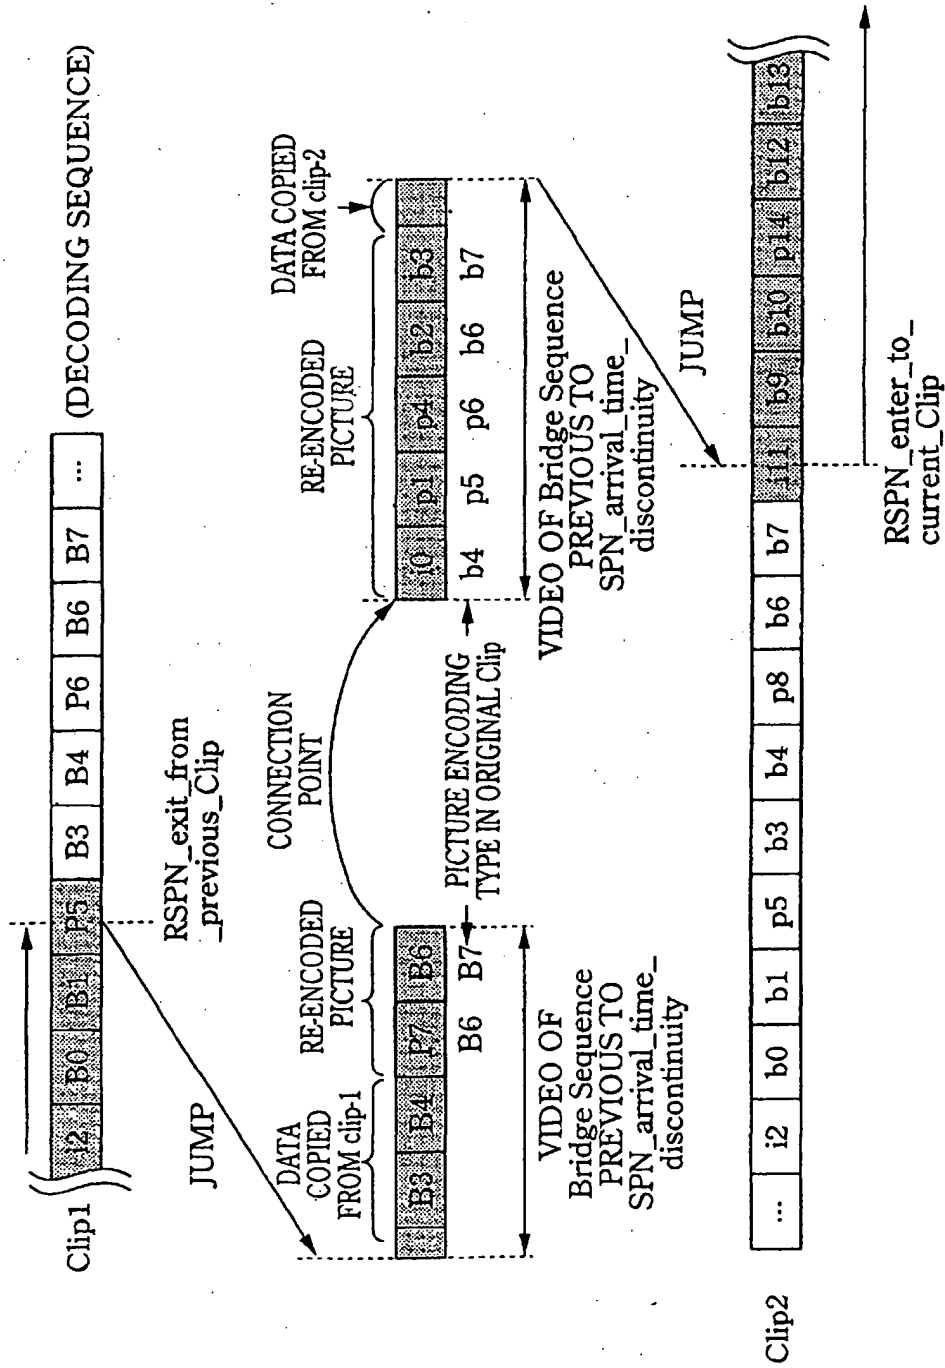 Clip1
i2 B0 B1 P5 B3 B4 P6 B6 B7 ...
(DECODING SEQUENCE)
RSPN_exit_from
_previous_Clip
JUMP
DATA
COPIED
FROM clip-1
RE-ENCODED
PICTURE
CONNECTION
POINT
RE-ENCODED
PICTURE
DATA COPIED
FROM clip-2
B3 B4 P7 B6
i0 p1 p4 b2 b3
B6 B7
PICTURE ENCODING
TYPE IN ORIGINAL Clip
b4 p5 p6 b6 b7
VIDEO OF
Bridge Sequence
PREVIOUS TO
SPN_arrival_time_
discontinuity
VIDEO OF Bridge Sequence
PREVIOUS TO
SPN_arrival_time_
discontinuity
JUMP
Clip2
... i2 b0 b1 p5 b3 b4 p8 b6 b7 i11 b9 b10 p14 b12 b13
RSPN_enter_to_
current_Clip